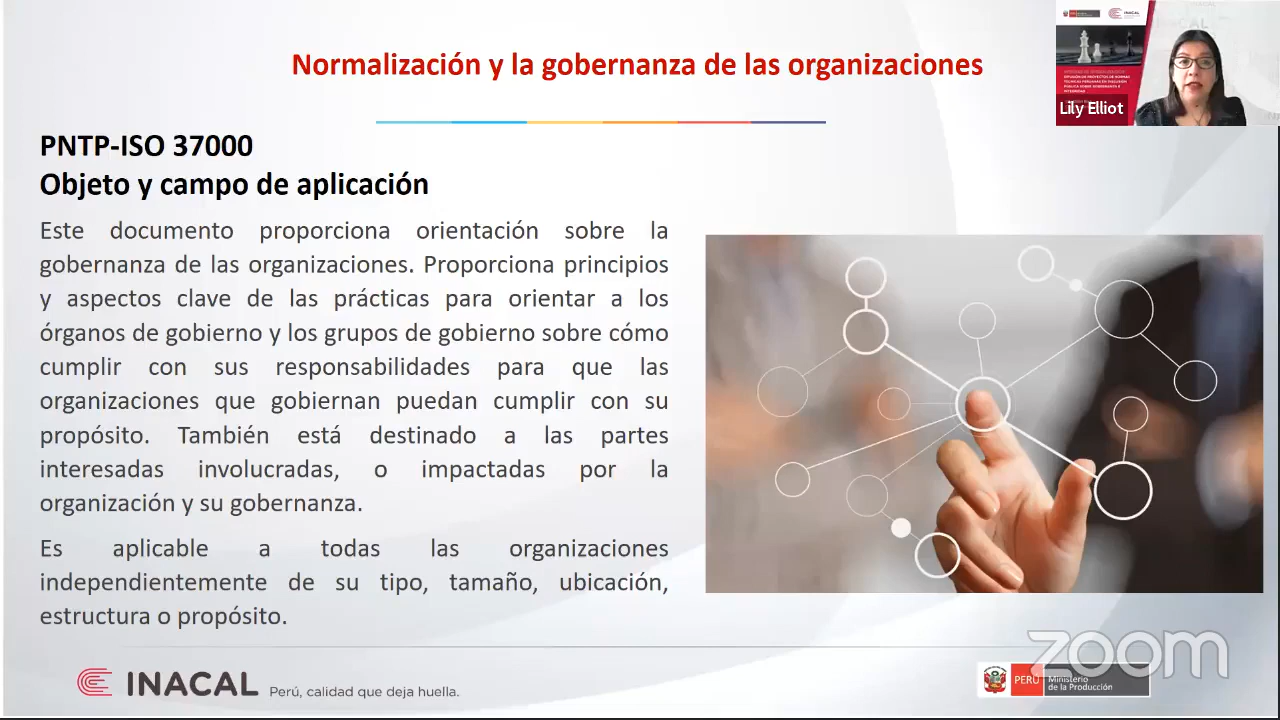 Normalización y la gobernanza de las organizaciones
Lily Elliot
PNTP-ISO 37000
Objeto y campo de aplicación
Este documento proporciona orientación sobre la
gobernanza de las organizaciones. Proporciona principios
y aspectos clave de las prácticas para orientar a los
órganos de gobierno y los grupos de gobierno sobre cómo
cumplir con sus responsabilidades para que las
organizaciones que gobiernan puedan cumplir con su
propósito. También está destinado a las partes
interesadas involucradas, o impactadas por la
organización y su gobernanza.
Es aplicable a todas las organizaciones
independientemente de su tipo, tamaño, ubicación,
estructura o propósito.
INACAL Perú, calidad que deja huella.
zoom
PERÚ
Ministerio
de la Producción